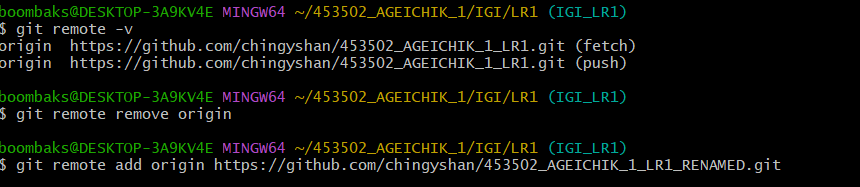 boombaks@DESKTOP-3A9KV4E MINGW64 ~/453502_AGEICHIK_1/IGI/LR1 (IGI_LR1)
$ git remote -v
origin  https://github.com/chingyshan/453502_AGEICHIK_1_LR1.git (fetch)
origin  https://github.com/chingyshan/453502_AGEICHIK_1_LR1.git (push)
boombaks@DESKTOP-3A9KV4E MINGW64 ~/453502_AGEICHIK_1/IGI/LR1 (IGI_LR1)
$ git remote remove origin
boombaks@DESKTOP-3A9KV4E MINGW64 ~/453502_AGEICHIK_1/IGI/LR1 (IGI_LR1)
$ git remote add origin https://github.com/chingyshan/453502_AGEICHIK_1_LR1_RENAMED.git